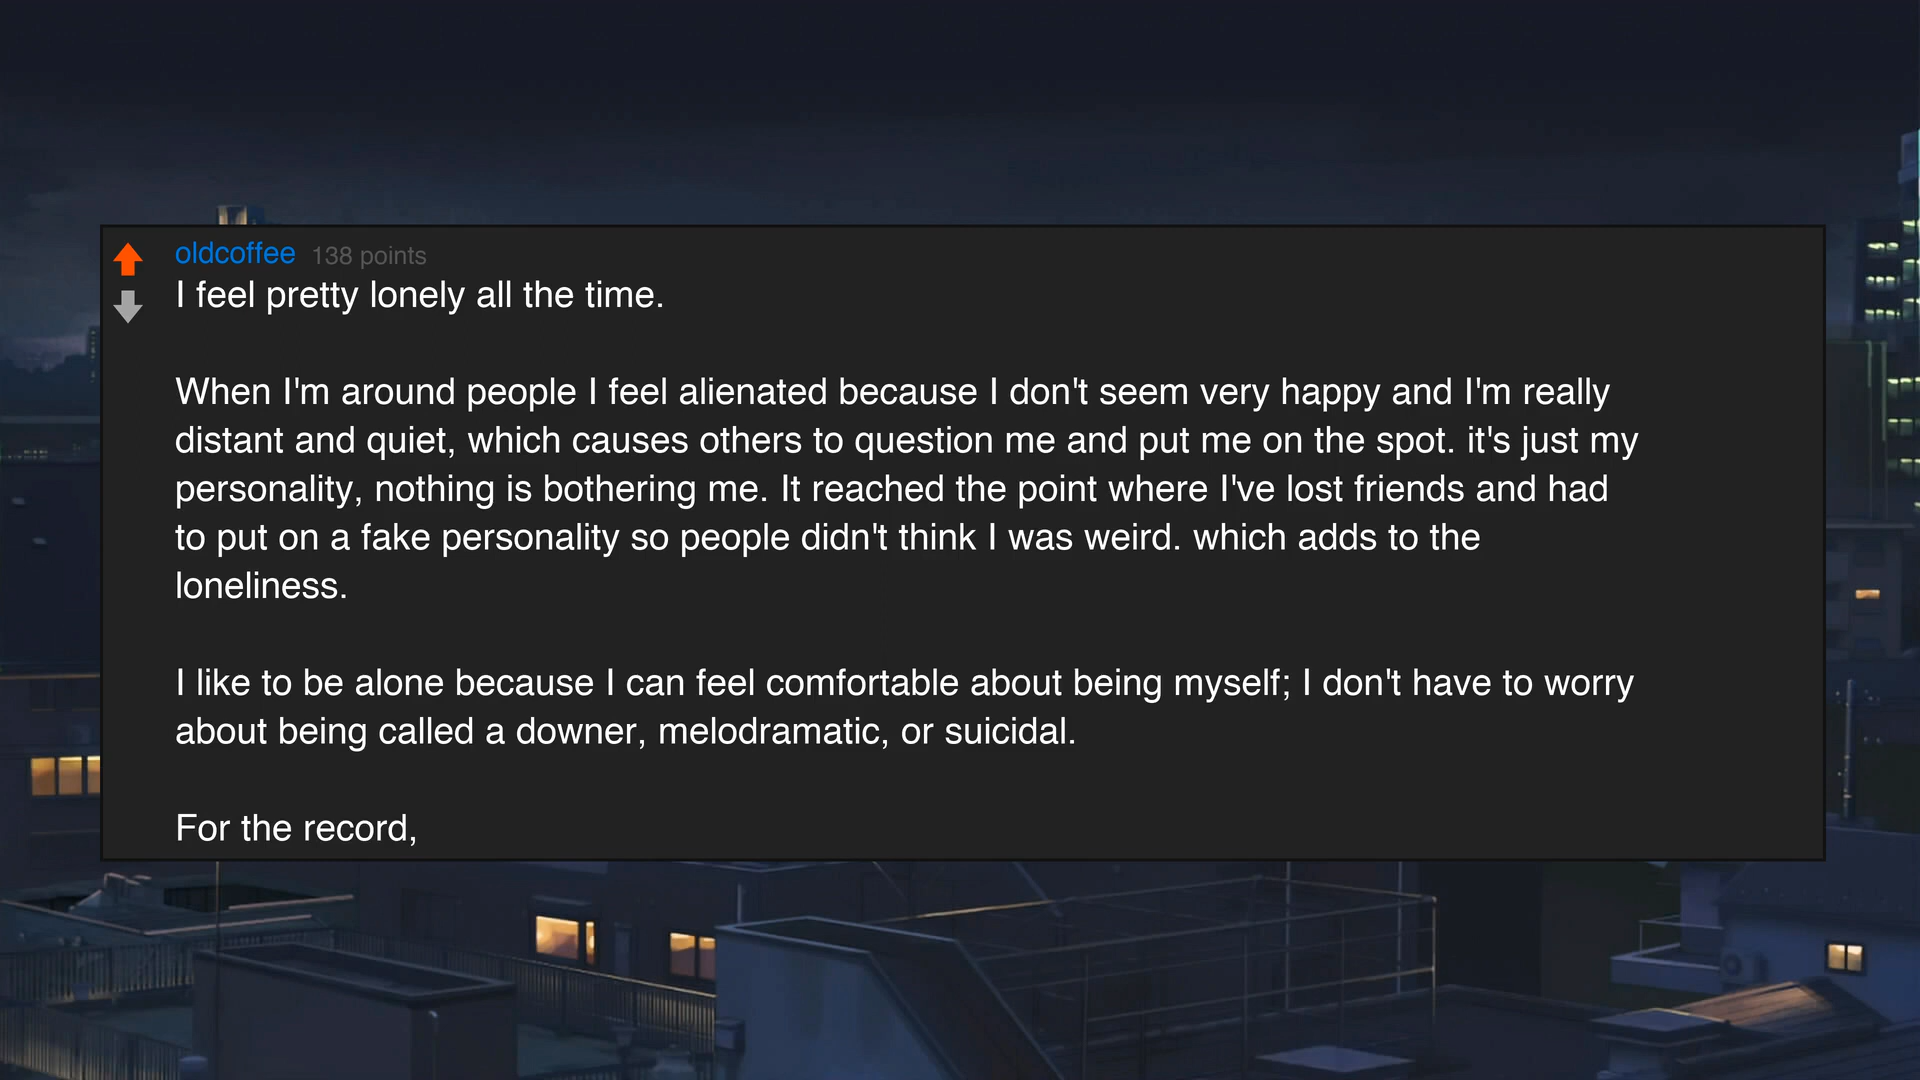 oldcoffee 138 points
I feel pretty lonely all the time.
When I'm around people I feel alienated because I don't seem very happy and I'm really
distant and quiet, which causes others to question me and put me on the spot. it's just my
personality, nothing is bothering me. It reached the point where I've lost friends and had
to put on a fake personality so people didn't think I was weird. which adds to the
loneliness.
I like to be alone because I can feel comfortable about being myself; I don't have to worry
about being called a downer, melodramatic, or suicidal.
For the record,